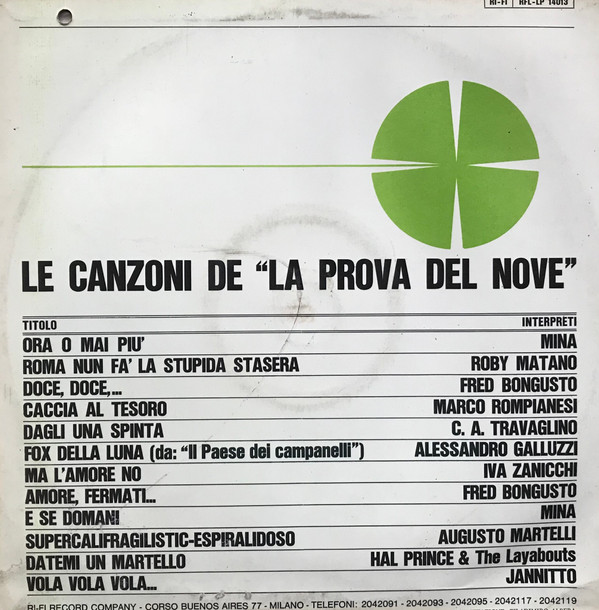 RI-FI RFL-LP 14013
LE CANZONI DE “LA PROVA DEL NOVE”
TITOLO INTERPRETI
ORA O MAI PIU’ MINA
ROMA NUN FA’ LA STUPIDA STASERA ROBY MATANO
DOCE, DOCE,... FRED BONGUSTO
CACCIA AL TESORO MARCO ROMPIANESI
DAGLI UNA SPINTA C. A. TRAVAGLINO
FOX DELLA LUNA (da: “Il Paese dei campanelli”) ALESSANDRO GALLUZZI
MA L’AMORE NO IVA ZANICCHI
AMORE, FERMATI... FRED BONGUSTO
E SE DOMANI MINA
SUPERCALIFRAGILISTIC-ESPIRALIDOSO AUGUSTO MARTELLI
DATEMI UN MARTELLO HAL PRINCE & The Layabouts
VOLA VOLA VOLA... JANNITTO
RI-FI RECORD COMPANY - CORSO BUENOS AIRES 77 - MILANO - TELEFONI: 2042091 - 2042093 - 2042095 - 2042117 - 2042119